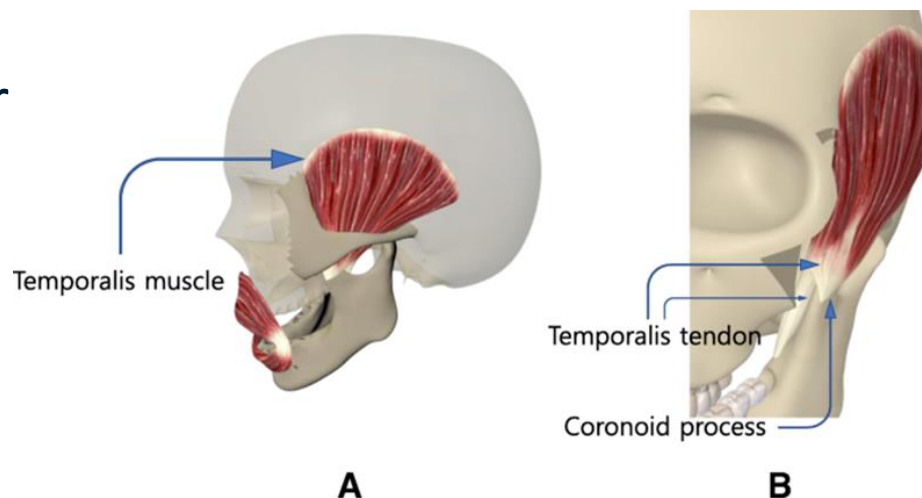 Temporalis muscle
Temporalis tendon
Coronoid process
A
B